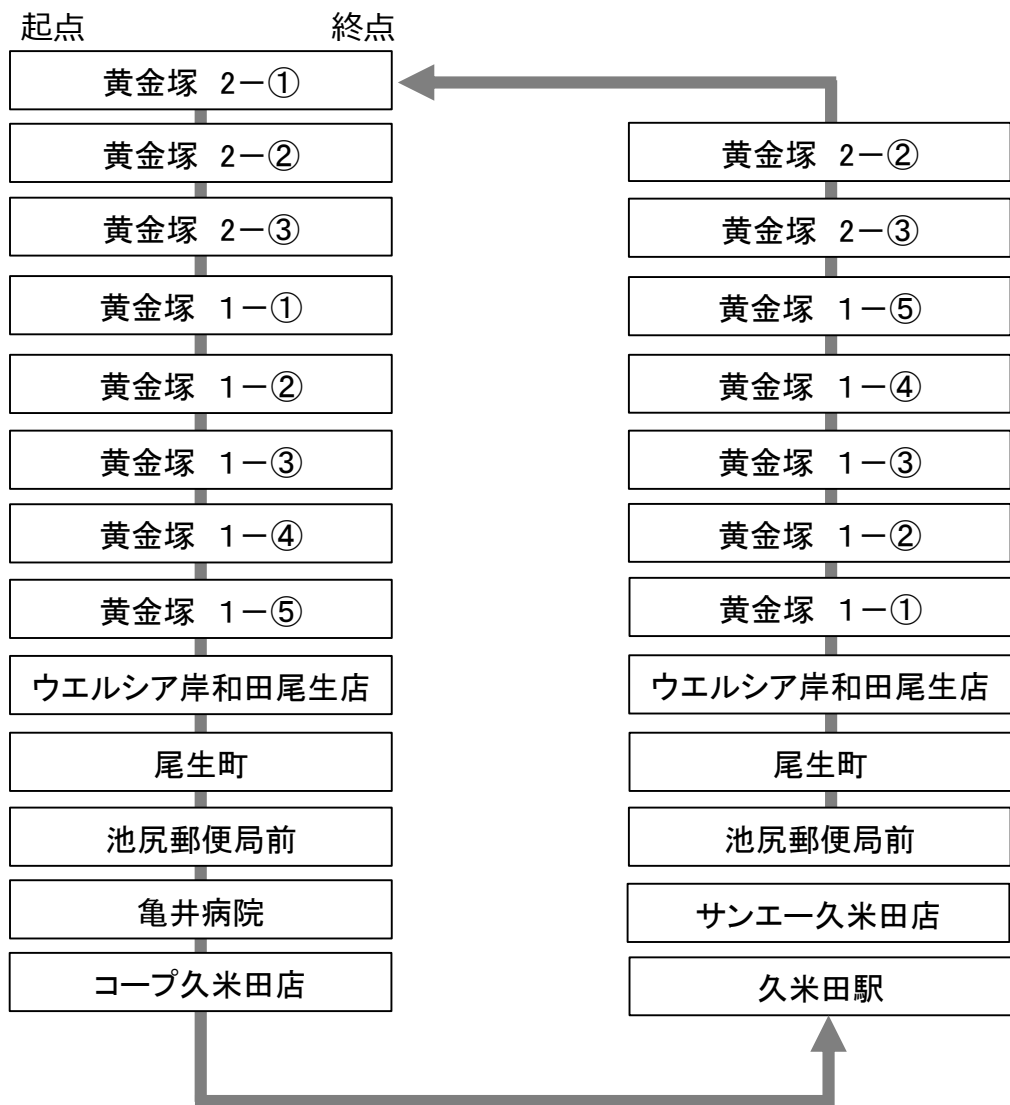 起点 終点
黄金塚 2－①
黄金塚 2－②
黄金塚 2－③
黄金塚 1－①
黄金塚 1－②
黄金塚 1－③
黄金塚 1－④
黄金塚 1－⑤
ウエルシア岸和田尾生店
尾生町
池尻郵便局前
亀井病院
コープ久米田店
黄金塚 2－②
黄金塚 2－③
黄金塚 1－⑤
黄金塚 1－④
黄金塚 1－③
黄金塚 1－②
黄金塚 1－①
ウエルシア岸和田尾生店
尾生町
池尻郵便局前
サンエー久米田店
久米田駅